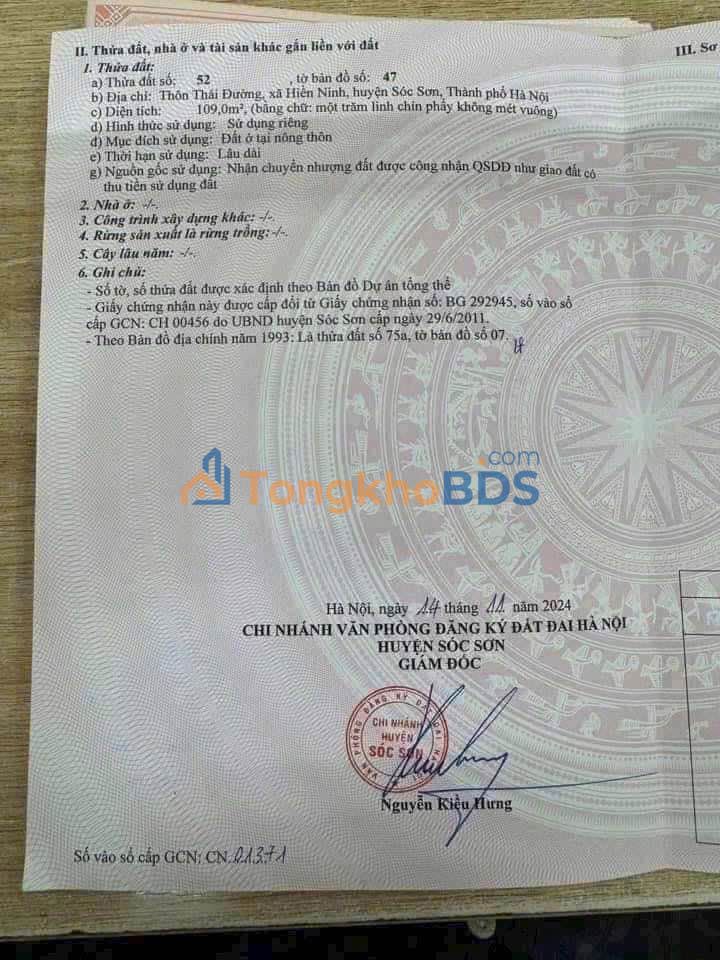 II. Thửa đất, nhà ở và tài sản khác gắn liền với đất
III. Sơ
1. Thửa đất:
a) Thửa đất số: 52 , tờ bản đồ số: 47
b) Địa chỉ: Thôn Thái Đường, xã Hiền Ninh, huyện Sóc Sơn, Thành phố Hà Nội
c) Diện tích: 109,0m², (bằng chữ: một trăm linh chín phẩy không mét vuông)
d) Hình thức sử dụng: Sử dụng riêng
đ) Mục đích sử dụng: Đất ở tại nông thôn
e) Thời hạn sử dụng: Lâu dài
g) Nguồn gốc sử dụng: Nhận chuyển nhượng đất được công nhận QSDĐ như giao đất có
thu tiền sử dụng đất
2. Nhà ở: -/-.
3. Công trình xây dựng khác: -/-.
4. Rừng sản xuất là rừng trồng: -/-.
5. Cây lâu năm: -/-.
6. Ghi chú:
- Số tờ, số thửa đất được xác định theo Bản đồ Dự án tổng thể
- Giấy chứng nhận này được cấp đổi từ Giấy chứng nhận số: BG 292945, số vào sổ
cấp GCN: CH 00456 do UBND huyện Sóc Sơn cấp ngày 29/6/2011.
- Theo Bản đồ địa chính năm 1993: Là thửa đất số 75a, tờ bản đồ số 07.
TongkhoBDS.com
Hà Nội, ngày 14 tháng 11 năm 2024
CHI NHÁNH VĂN PHÒNG ĐĂNG KÝ ĐẤT ĐAI HÀ NỘI
HUYỆN SÓC SƠN
GIÁM ĐỐC
VĂN PHÒNG ĐĂNG KÝ ĐẤT ĐAI HÀ NỘI
CHI NHÁNH
HUYỆN
SÓC SƠN
Nguyễn Kiều Hưng
Số vào sổ cấp GCN: CN.01371